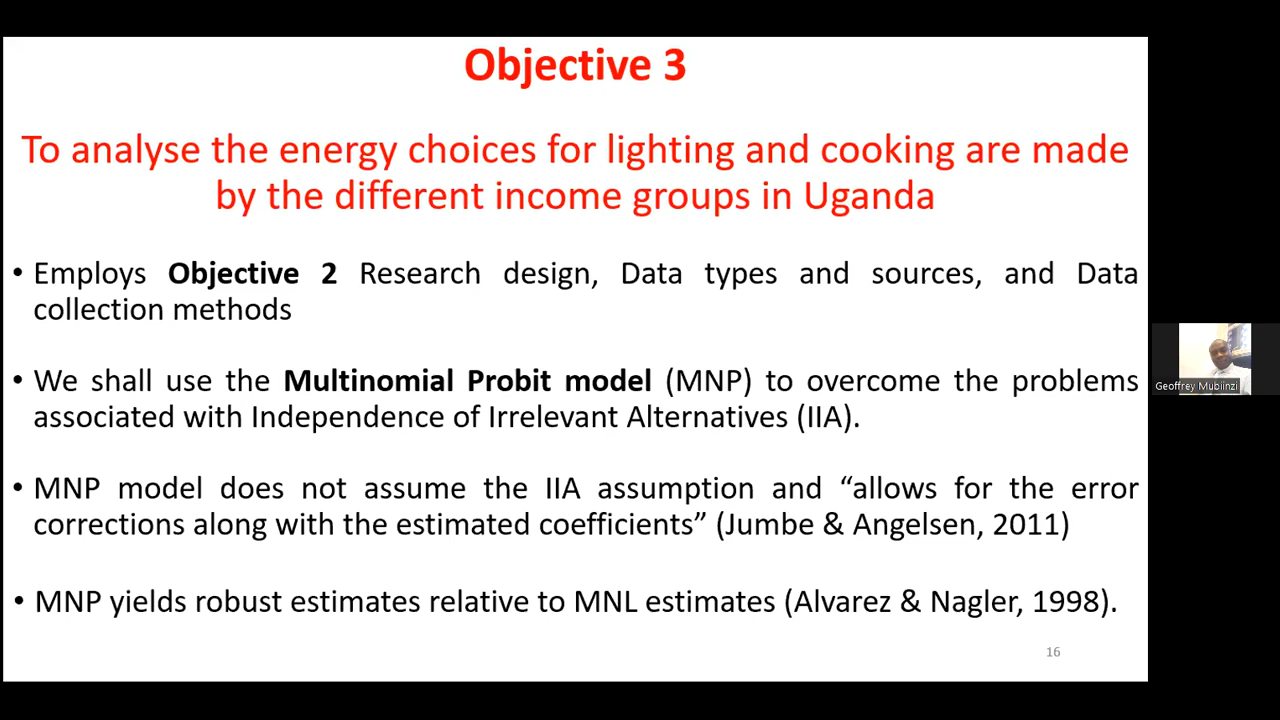 Objective 3
To analyse the energy choices for lighting and cooking are made
by the different income groups in Uganda
• Employs Objective 2 Research design, Data types and sources, and Data
collection methods
• We shall use the Multinomial Probit model (MNP) to overcome the problems
associated with Independence of Irrelevant Alternatives (IIA).
• MNP model does not assume the IIA assumption and “allows for the error
corrections along with the estimated coefficients” (Jumbe & Angelsen, 2011)
• MNP yields robust estimates relative to MNL estimates (Alvarez & Nagler, 1998).
16
Geoffrey Mubiinzi